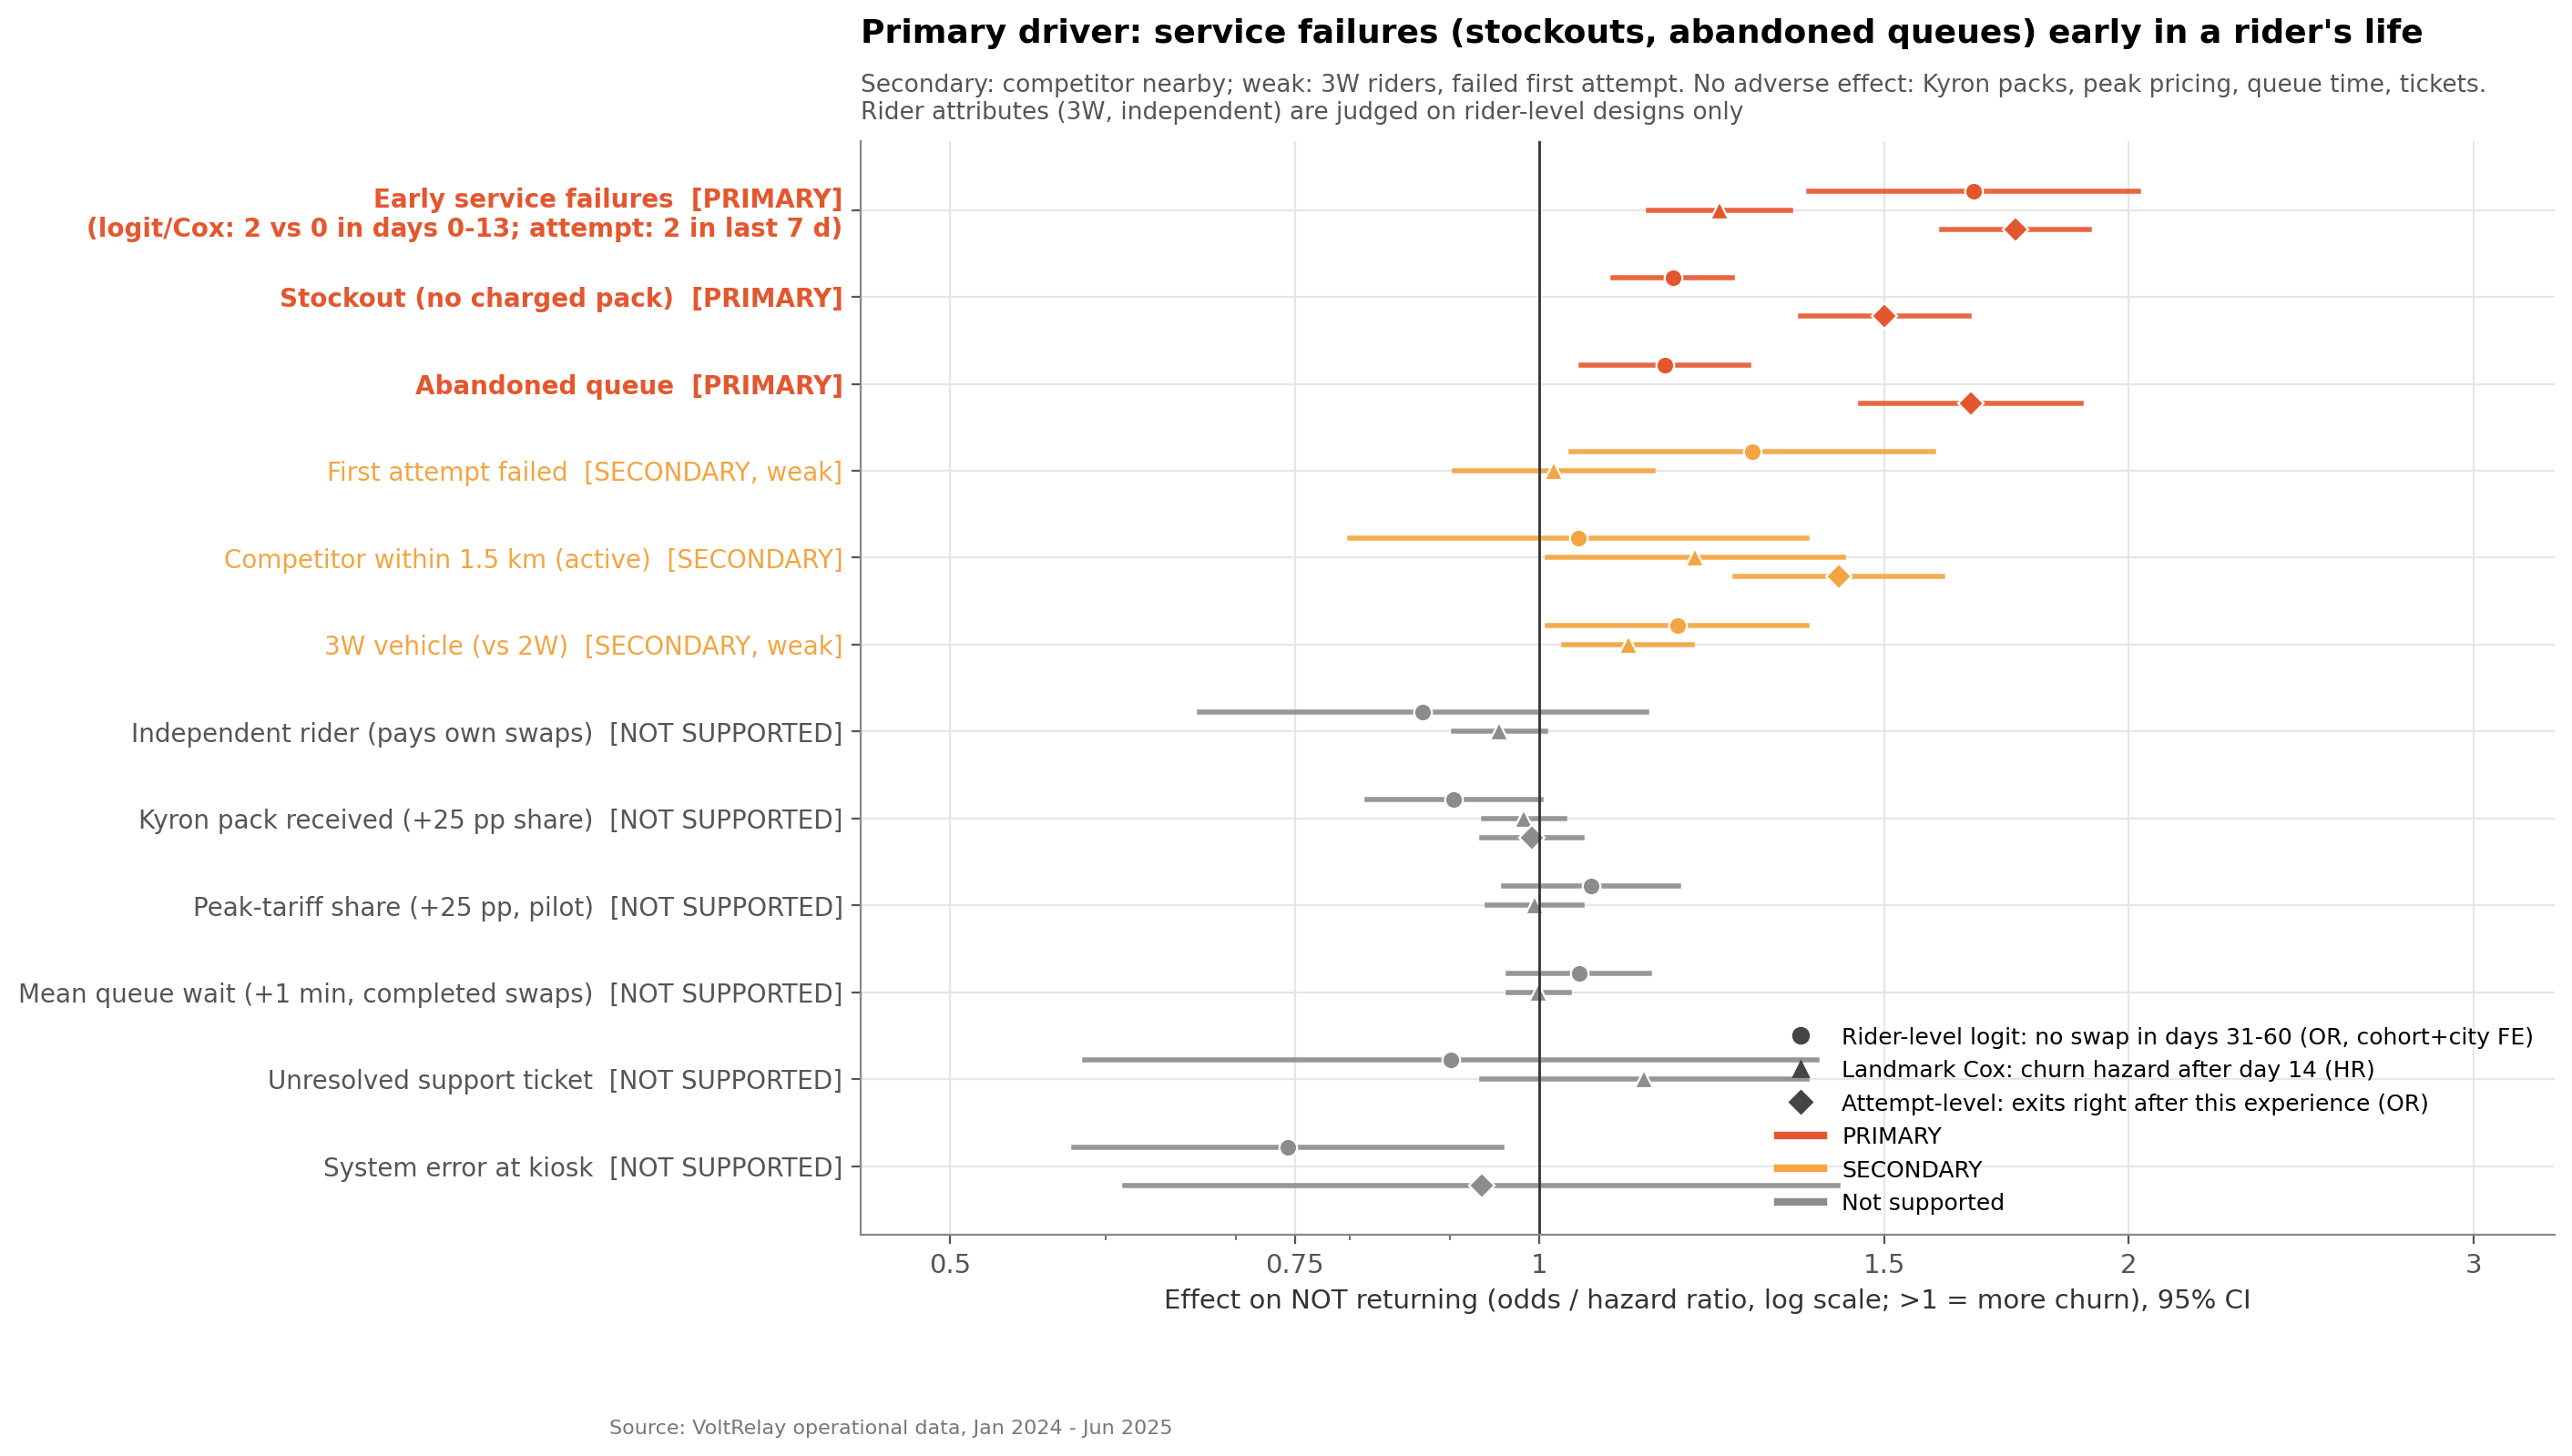 Primary driver: service failures (stockouts, abandoned queues) early in a rider's life
Secondary: competitor nearby; weak: 3W riders, failed first attempt. No adverse effect: Kyron packs, peak pricing, queue time, tickets.
Rider attributes (3W, independent) are judged on rider-level designs only
Early service failures [PRIMARY]
(logit/Cox: 2 vs 0 in days 0-13; attempt: 2 in last 7 d)
Stockout (no charged pack) [PRIMARY]
Abandoned queue [PRIMARY]
First attempt failed [SECONDARY, weak]
Competitor within 1.5 km (active) [SECONDARY]
3W vehicle (vs 2W) [SECONDARY, weak]
Independent rider (pays own swaps) [NOT SUPPORTED]
Kyron pack received (+25 pp share) [NOT SUPPORTED]
Peak-tariff share (+25 pp, pilot) [NOT SUPPORTED]
Mean queue wait (+1 min, completed swaps) [NOT SUPPORTED]
Unresolved support ticket [NOT SUPPORTED]
System error at kiosk [NOT SUPPORTED]
Rider-level logit: no swap in days 31-60 (OR, cohort+city FE)
Landmark Cox: churn hazard after day 14 (HR)
Attempt-level: exits right after this experience (OR)
PRIMARY
SECONDARY
Not supported
0.5 0.75 1 1.5 2 3
Effect on NOT returning (odds / hazard ratio, log scale; >1 = more churn), 95% CI
Source: VoltRelay operational data, Jan 2024 - Jun 2025